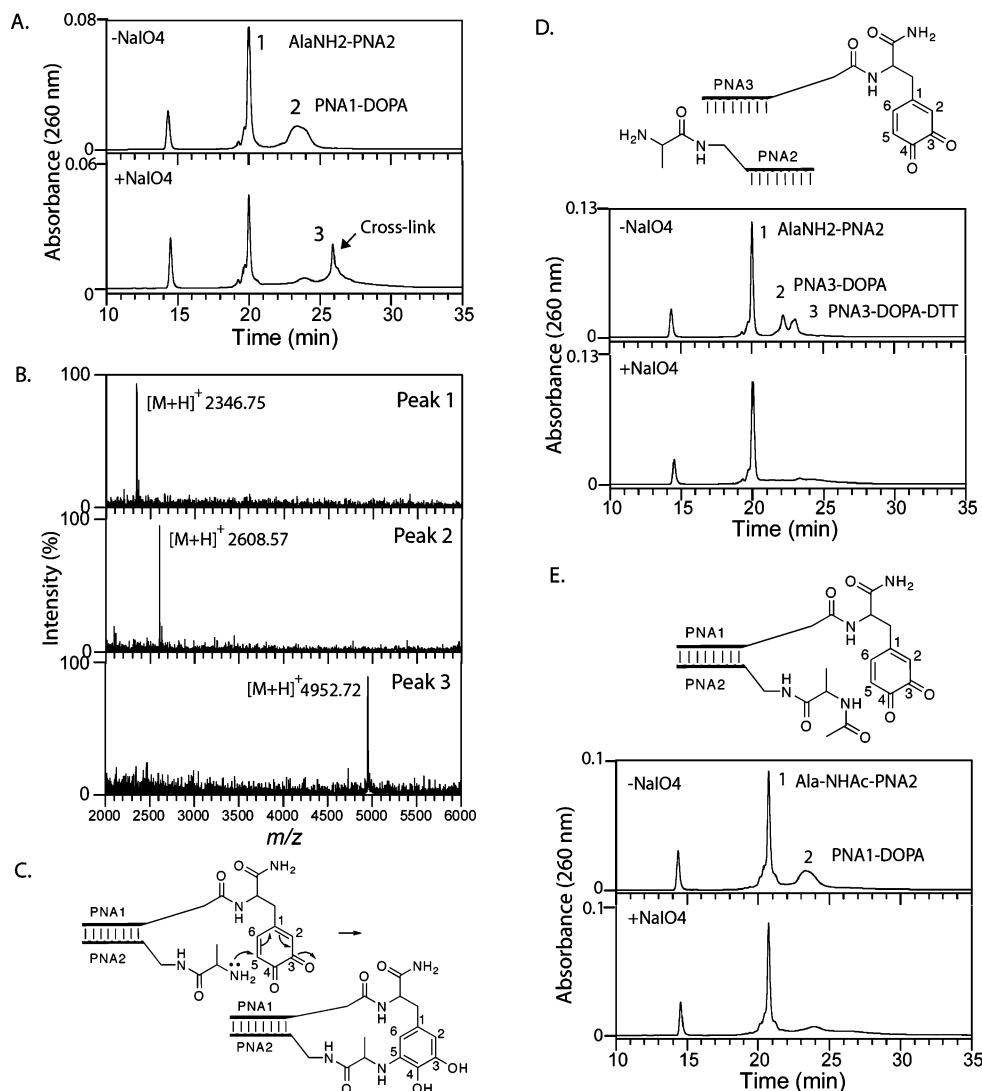 A.
0.08
-NaIO4
1 AlaNH2-PNA2
2 PNA1-DOPA
0
0.06
+NaIO4
3 Cross-link
0
Absorbance (260 nm)
10 15 20 25 30 35
Time (min)
B.
100
[M+H]+ 2346.75
Peak 1
0
100
[M+H]+ 2608.57
Peak 2
0
100
[M+H]+ 4952.72
Peak 3
0
Intensity (%)
2000 2500 3000 3500 4000 4500 5000 5500 6000
m/z
C.
O NH2
O
N
H
PNA1
PNA2
1
6 2
5 3
4
O
O
NH
O
NH2
O NH2
O
N
H
PNA1
PNA2
1
6 2
5 3
4
OH
OH
NH
O
N
H
D.
O NH2
O
N
H
PNA3
1
6 2
5 3
4
O
O
H2N
O
N
H
PNA2
0.13
-NaIO4
1 AlaNH2-PNA2
2 PNA3-DOPA
3 PNA3-DOPA-DTT
0
0.13
+NaIO4
0
Absorbance (260 nm)
10 15 20 25 30 35
Time (min)
E.
O NH2
O
N
H
PNA1
PNA2
1
6 2
5 3
4
O
O
NH
O
NH
O
0.1
-NaIO4
1 Ala-NHAc-PNA2
2 PNA1-DOPA
0
0.1
+NaIO4
0
Absorbance (260 nm)
10 15 20 25 30 35
Time (min)